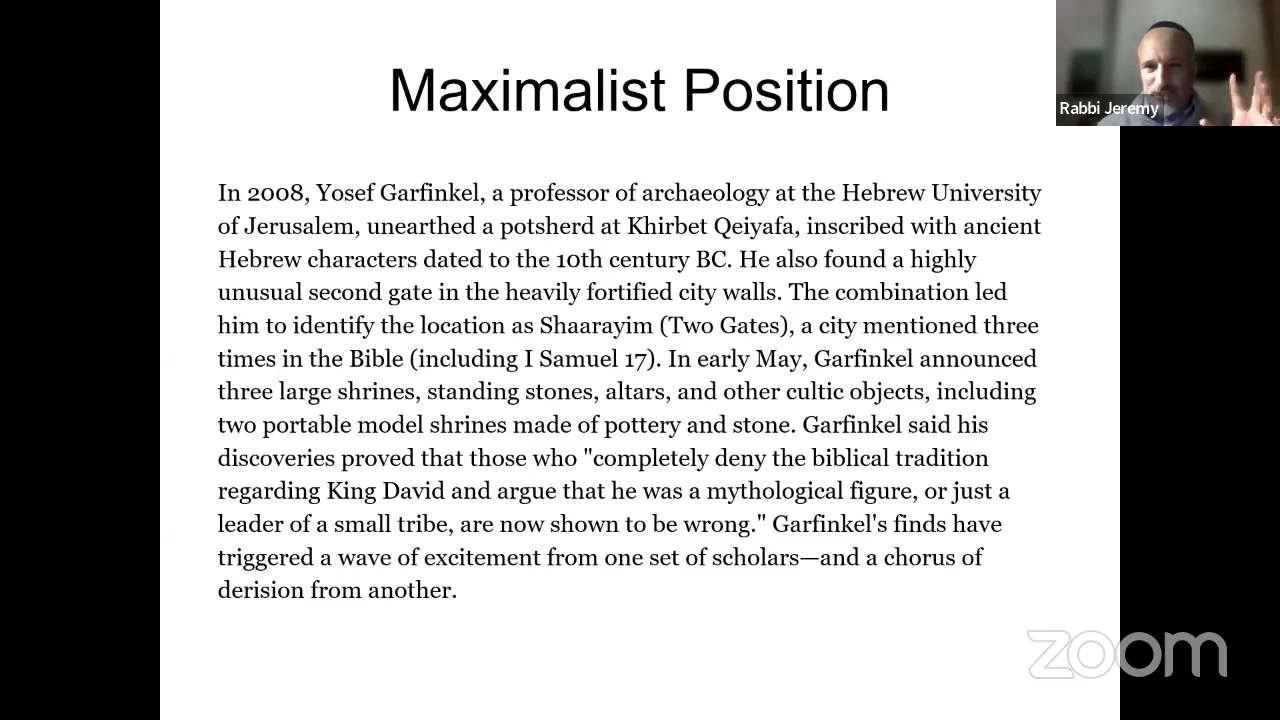 Maximalist Position
Rabbi Jeremy
In 2008, Yosef Garfinkel, a professor of archaeology at the Hebrew University
of Jerusalem, unearthed a potsherd at Khirbet Qeiyafa, inscribed with ancient
Hebrew characters dated to the 10th century BC. He also found a highly
unusual second gate in the heavily fortified city walls. The combination led
him to identify the location as Shaarayim (Two Gates), a city mentioned three
times in the Bible (including I Samuel 17). In early May, Garfinkel announced
three large shrines, standing stones, altars, and other cultic objects, including
two portable model shrines made of pottery and stone. Garfinkel said his
discoveries proved that those who "completely deny the biblical tradition
regarding King David and argue that he was a mythological figure, or just a
leader of a small tribe, are now shown to be wrong." Garfinkel's finds have
triggered a wave of excitement from one set of scholars—and a chorus of
derision from another.
zoom